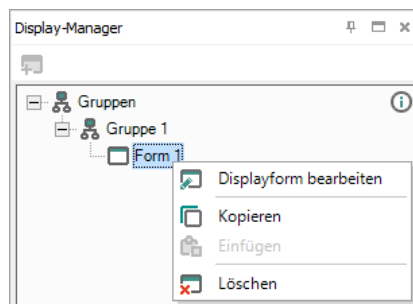 Display-Manager
Gruppen
Gruppe 1
Form 1
Displayform bearbeiten
Kopieren
Einfügen
Löschen